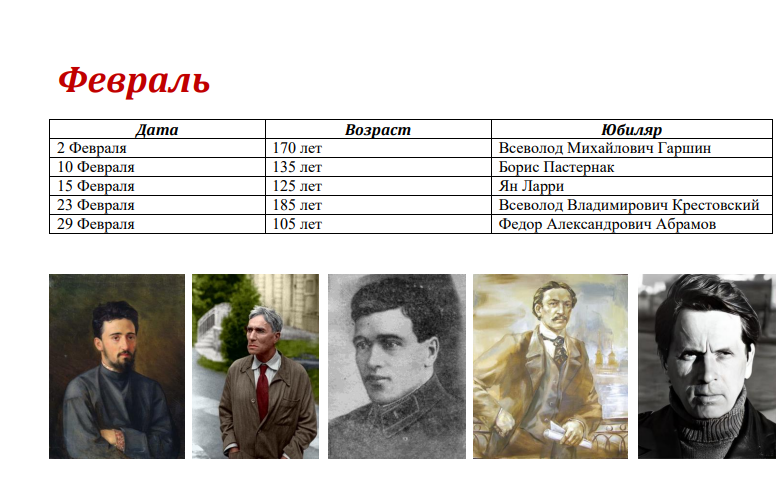 Февраль
Дата Возраст Юбиляр
2 Февраля 170 лет Всеволод Михайлович Гаршин
10 Февраля 135 лет Борис Пастернак
15 Февраля 125 лет Ян Ларри
23 Февраля 185 лет Всеволод Владимирович Крестовский
29 Февраля 105 лет Федор Александрович Абрамов